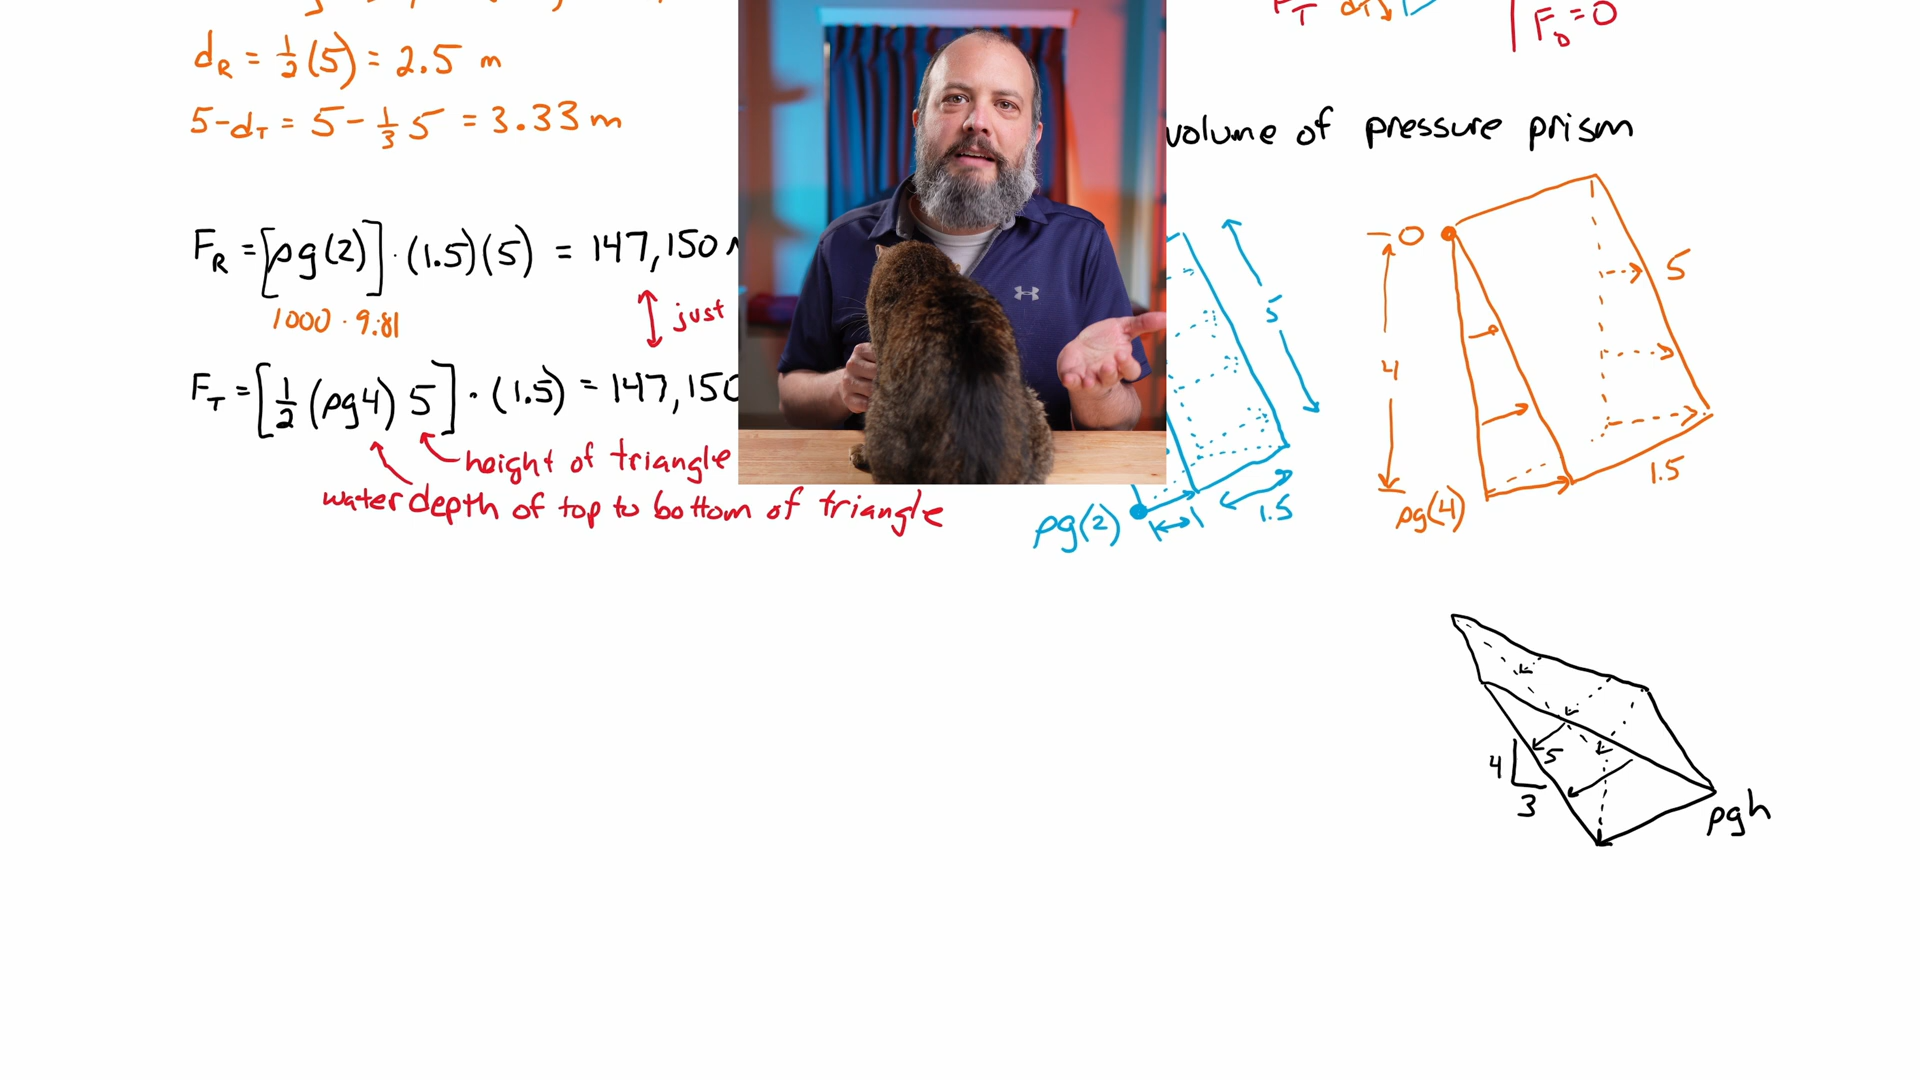 d_R = 1/2 (5) = 2.5 m
F_0 = 0
5-d_T = 5 - 1/3 5 = 3.33 m
volume of pressure prism
F_R = [ρg(2)] · (1.5)(5) = 147,150
1000 · 9.81
just
F_T = [1/2 (ρg4) 5] · (1.5) = 147,150
height of triangle
water depth of top to bottom of triangle
5
1.5
ρg(2)
0
4
5
1.5
ρg(4)
4
5
3
ρgh